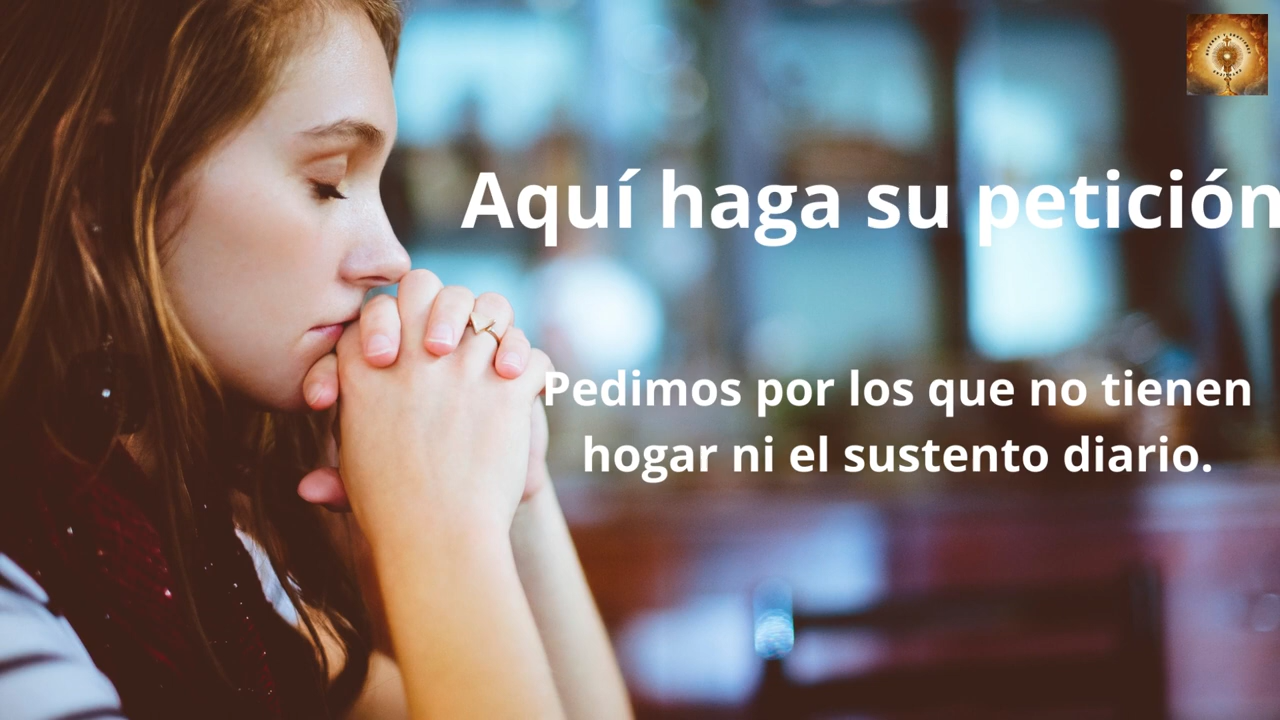 Aquí haga su petición
Pedimos por los que no tienen
hogar ni el sustento diario.